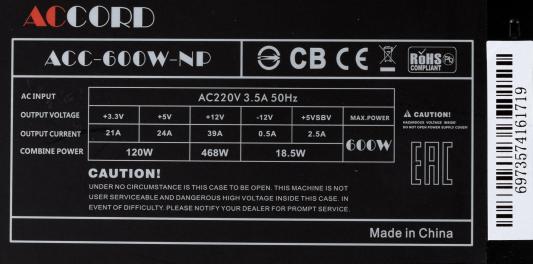 ACCORD
ACC-600W-NP
CB CE RoHS
COMPLIANT Pb
AC INPUT AC220V 3.5A 50Hz
OUTPUT VOLTAGE +3.3V +5V +12V -12V +5VSBV MAX.POWER
OUTPUT CURRENT 21A 24A 39A 0.5A 2.5A 600W
COMBINE POWER 120W 468W 18.5W
CAUTION!
HAZARDOUS VOLTAGE INSIDE!
DO NOT OPEN POWER SUPPLY COVER!
EAC
CAUTION!
UNDER NO CIRCUMSTANCE IS THIS CASE TO BE OPEN. THIS MACHINE IS NOT
USER SERVICEABLE AND DANGEROUS HIGH VOLTAGE INSIDE THIS CASE. IN
EVENT OF DIFFICULTY. PLEASE NOTIFY YOUR DEALER FOR PROMPT SERVICE.
Made in China
6973574161719